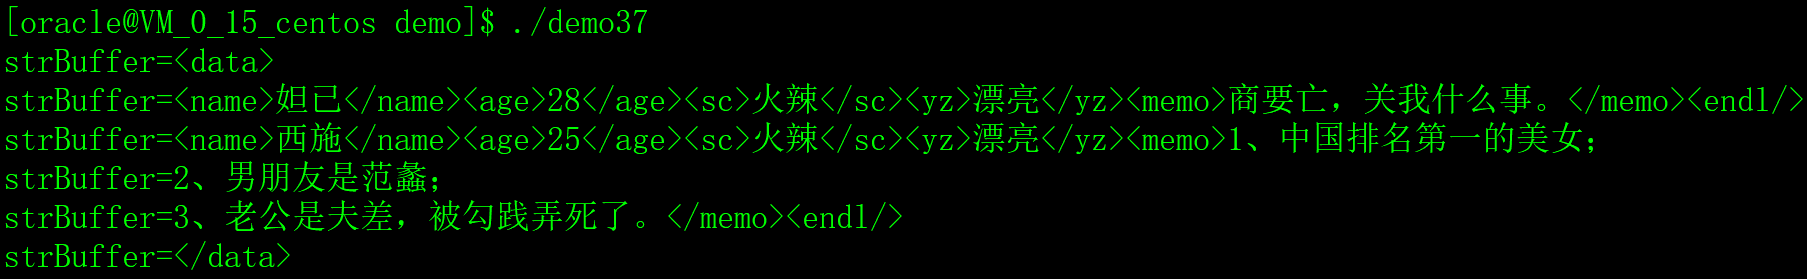 [oracle@VM_0_15_centos demo]$ ./demo37
strBuffer=<data>
strBuffer=<name>妲己</name><age>28</age><sc>火辣</sc><yz>漂亮</yz><memo>商要亡，关我什么事。</memo><endl/>
strBuffer=<name>西施</name><age>25</age><sc>火辣</sc><yz>漂亮</yz><memo>1、中国排名第一的美女；
strBuffer=2、男朋友是范蠡；
strBuffer=3、老公是夫差，被勾践弄死了。</memo><endl/>
strBuffer=</data>